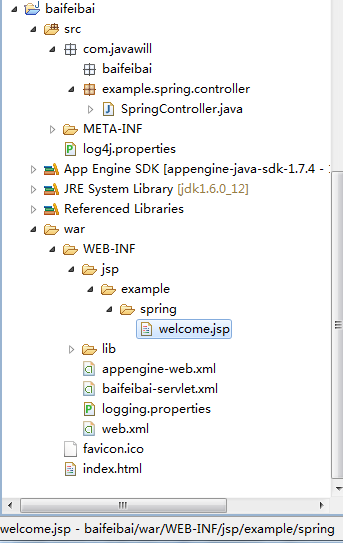 baifeibai
src
com.javawill
baifeibai
example.spring.controller
SpringController.java
META-INF
log4j.properties
App Engine SDK [appengine-java-sdk-1.7.4 -
JRE System Library [jdk1.6.0_12]
Referenced Libraries
war
WEB-INF
jsp
example
spring
welcome.jsp
lib
appengine-web.xml
baifeibai-servlet.xml
logging.properties
web.xml
favicon.ico
index.html
welcome.jsp - baifeibai/war/WEB-INF/jsp/example/spring